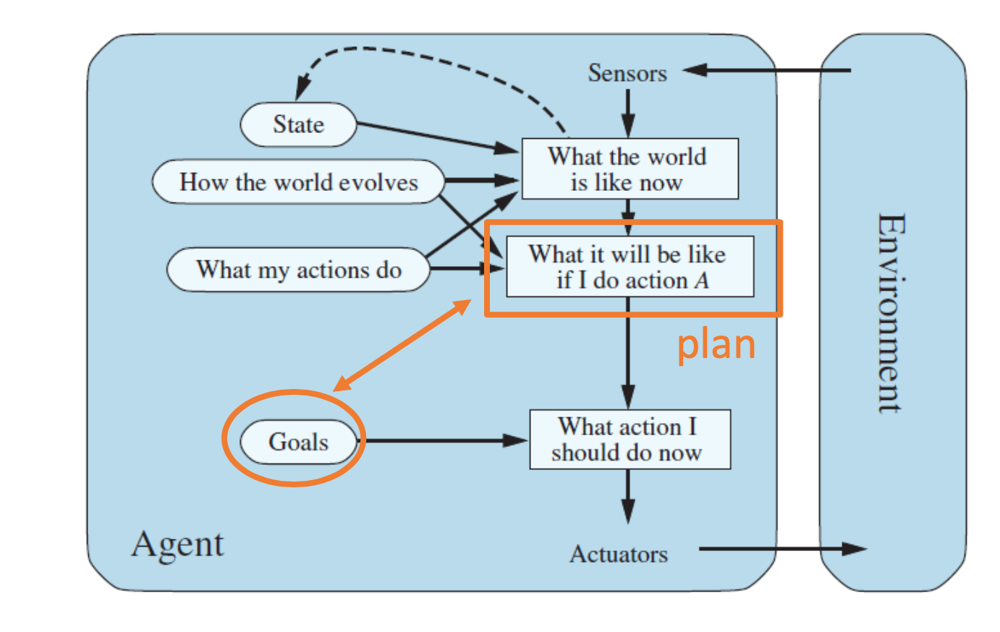 Sensors
State
What the world
is like now
How the world evolves
What it will be like
if I do action A
What my actions do
plan
Goals
What action I
should do now
Agent
Actuators
Environment